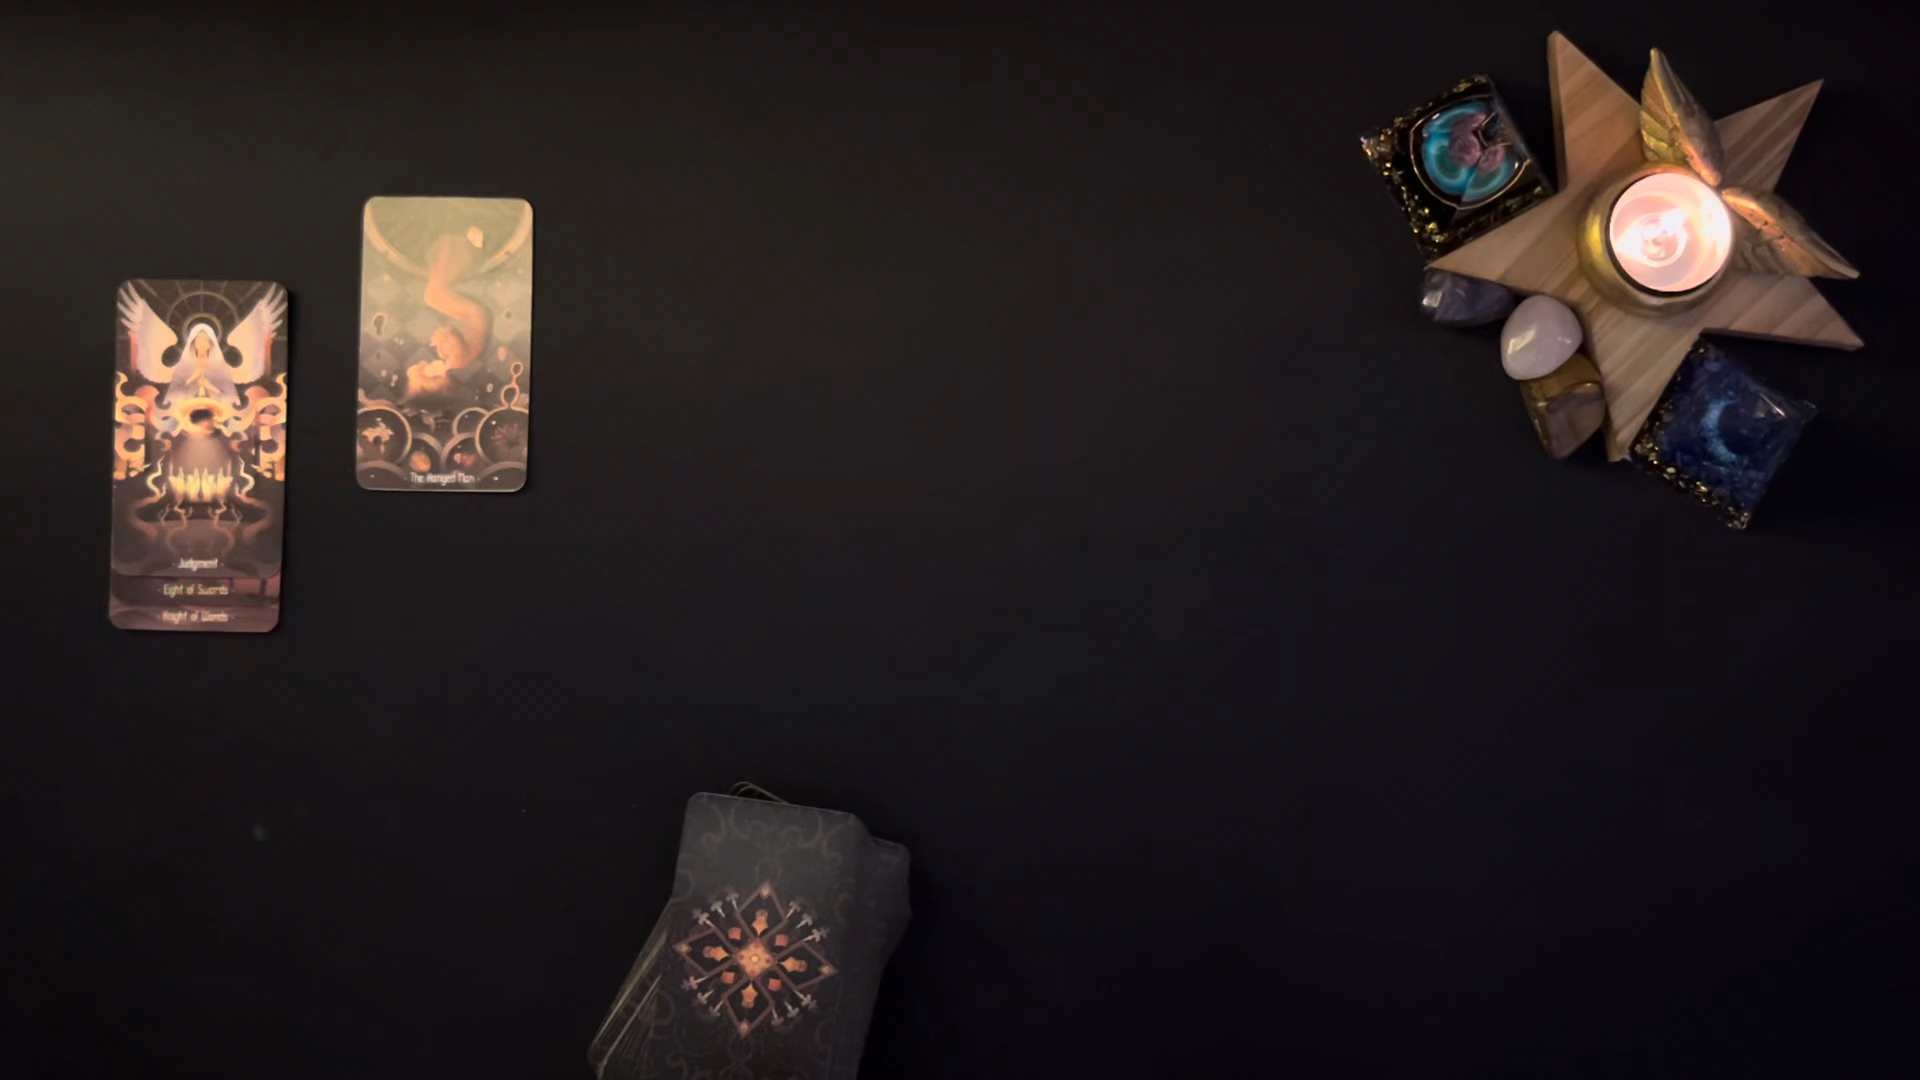 The Hanged Man
Judgment
Eight of Swords
Knight of Wands